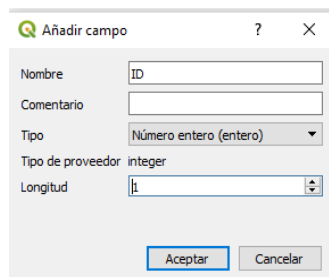 Añadir campo ?
Nombre ID
Comentario
Tipo Número entero (entero)
Tipo de proveedor integer
Longitud 1
Aceptar Cancelar